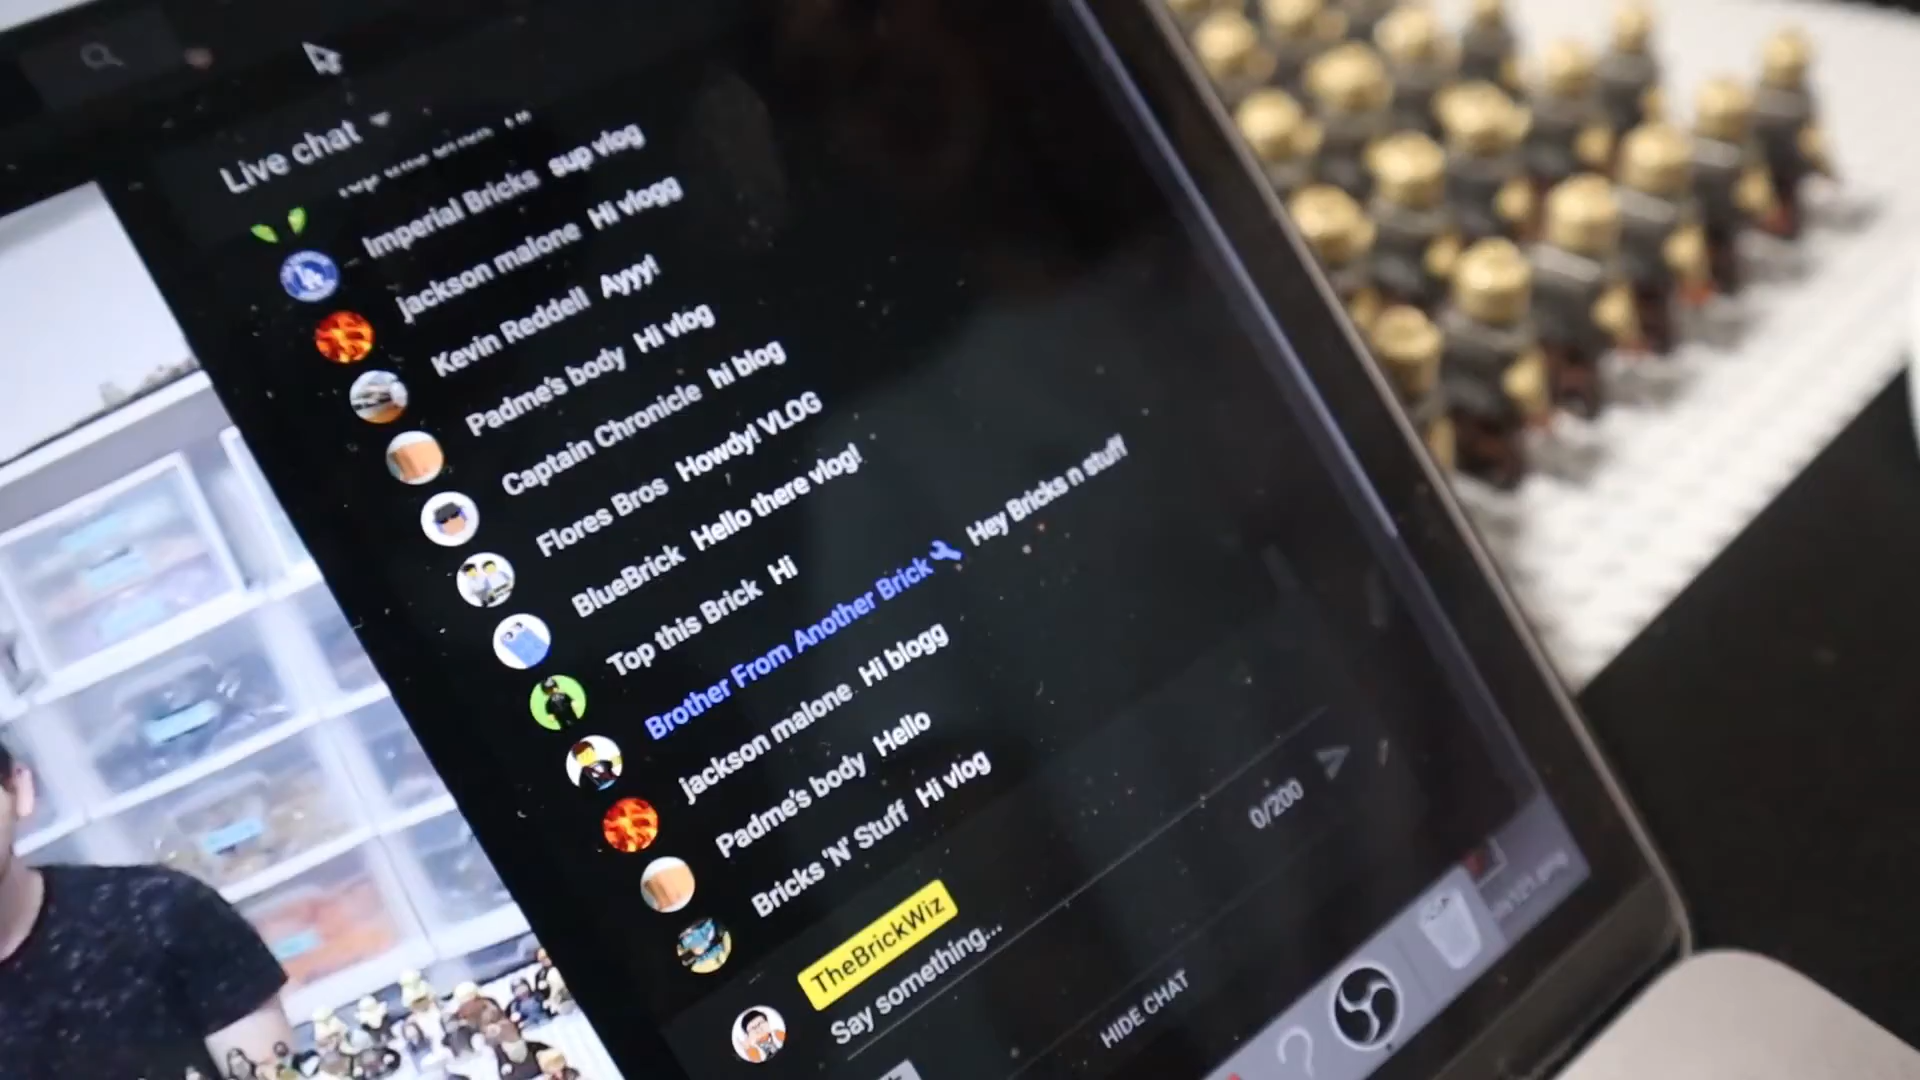 Live chat
Imperial Bricks sup vlog
jackson malone Hi vlogg
Kevin Reddell Ayyy!
Padme's body Hi vlog
Captain Chronicle hi blog
Flores Bros Howdy! VLOG
BlueBrick Hello there vlog!
Top this Brick Hi
Brother From Another Brick Hey Bricks n stuff
jackson malone Hi blogg
Padme's body Hello
Bricks 'N' Stuff Hi vlog
TheBrickWiz
Say something...
0/200
HIDE CHAT